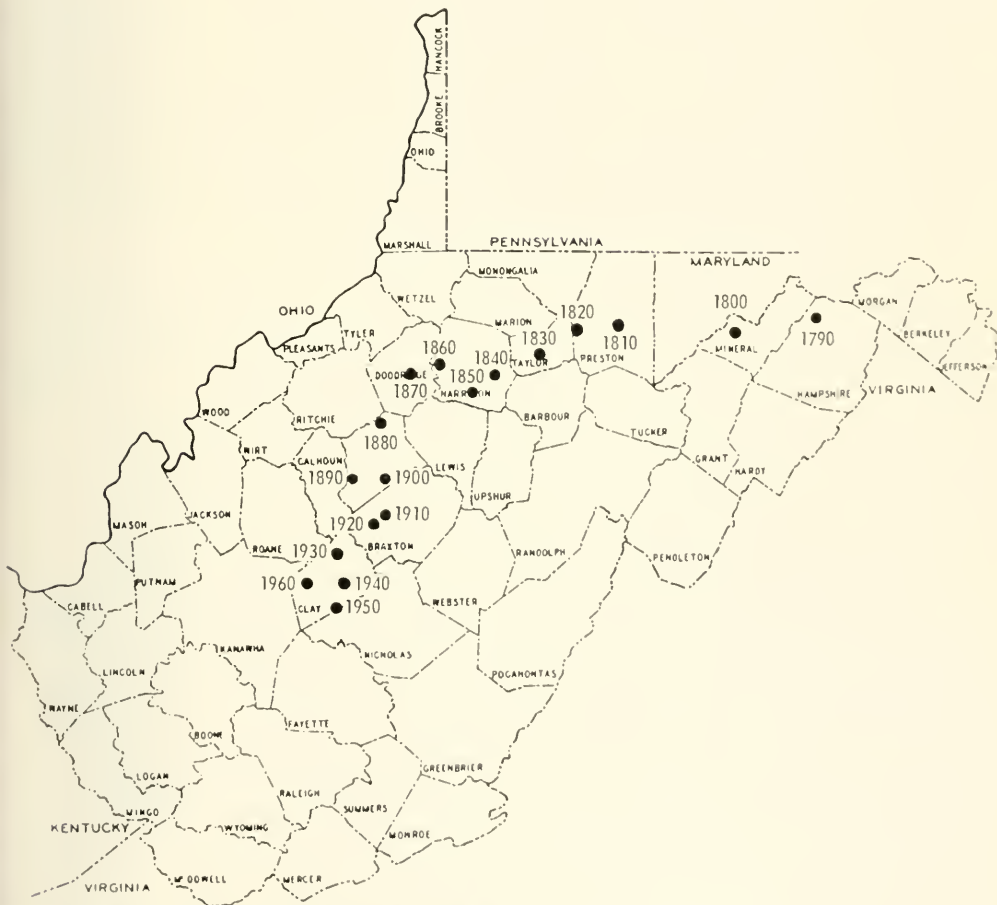 HANCOCK
BROOKE
OHIO
MARSHALL
PENNSYLVANIA
MARYLAND
MONONGALIA
WETZEL
MORGAN
OHIO
TYLER
MARION
1820
1800
BERKELEY
PLEASANTS
1830
1810
1790
JEFFERSON
1860
1840
TAYLOR
PRESTON
MINERAL
DODDRIDGE
1870
1850
HARRISON
HAMPSHIRE
VIRGINIA
WOOD
RITCHIE
BARBOUR
1880
TUCKER
WIRT
CALHOUN
GRANT
LEWIS
HARDY
1890
1900
UPSHUR
JACKSON
1910
MASON
1920
ROANE
1930
BRAXTON
RANDOLPH
PENDLETON
PUTNAM
1960
1940
CABELL
CLAY
1950
WEBSTER
KANAWHA
NICHOLAS
LINCOLN
POCAHONTAS
WAYNE
FAYETTE
BOONE
LOGAN
GREENBRIER
RALEIGH
MINGO
SUMMERS
KENTUCKY
WYOMING
MONROE
VIRGINIA
McDOWELL
MERCER